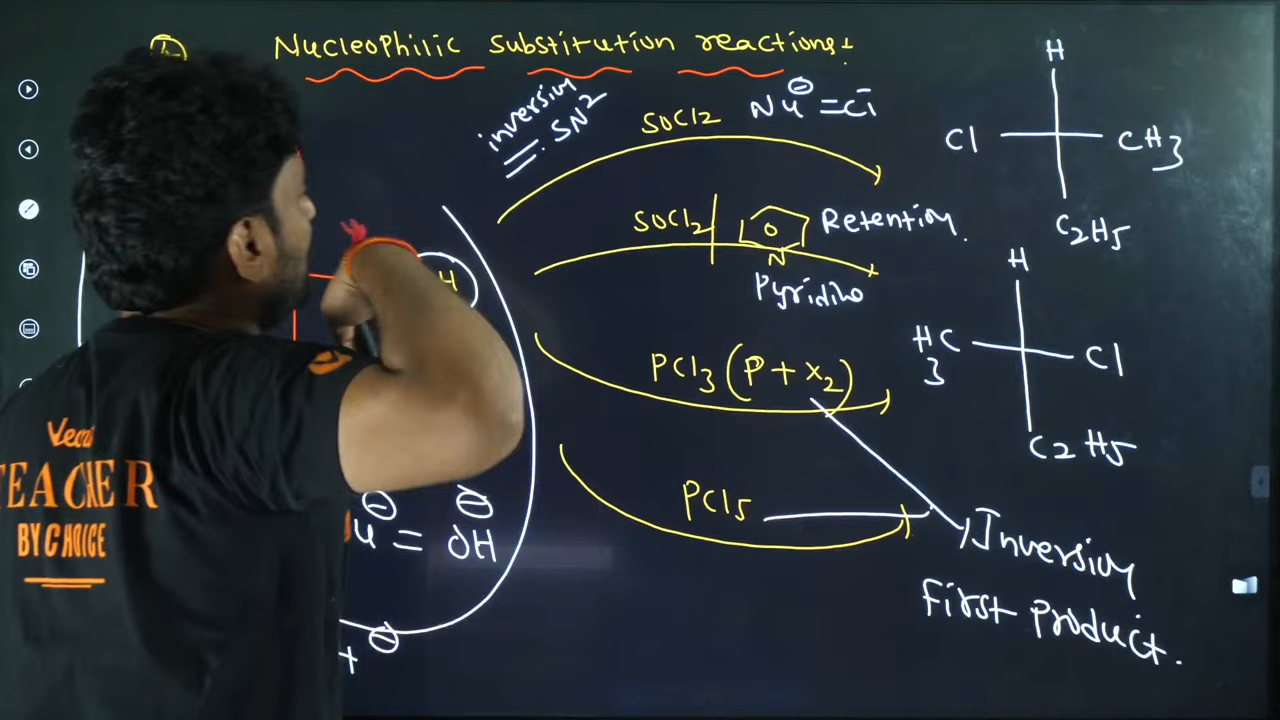 Nucleophilic substitution reactions:
inversion
SN2
SOCl2
Nu⊖ = Cl-
H
Cl
CH3
C2H5
SOCl2
N
Retention.
Pyridine
H
H3C
Cl
C2H5
H
PCl3 (P + X2)
PCl5
Inversion
First Product.
u⊖ = OH⊖
+ ⊖
TEACHER
BY CHOICE